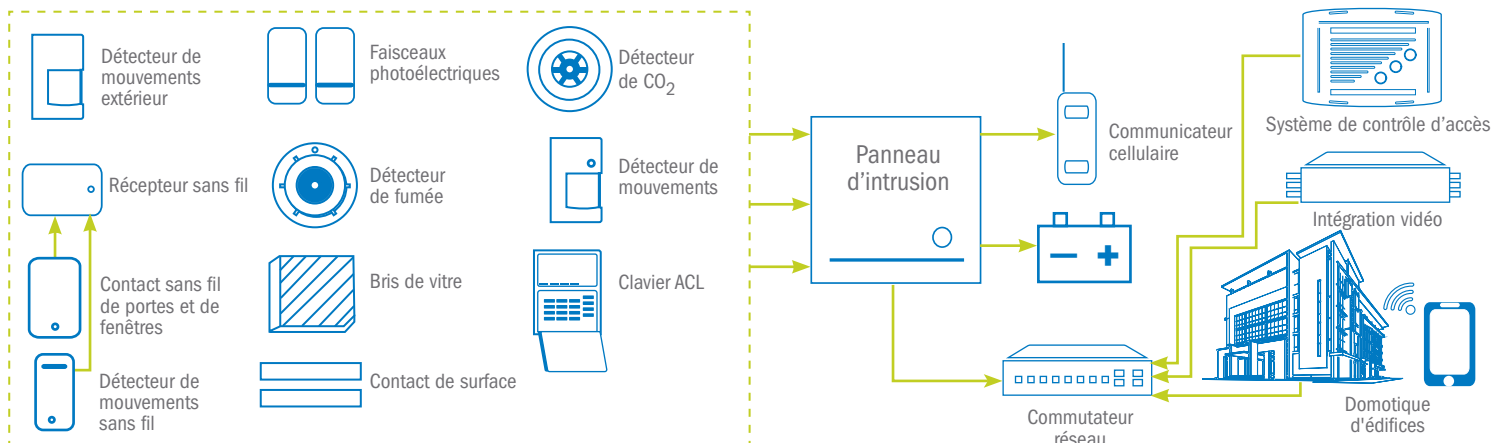 Détecteur de
mouvements
extérieur
Faisceaux
photoélectriques
Détecteur
de CO2
Récepteur sans fil
Détecteur
de fumée
Détecteur de
mouvements
Contact sans fil
de portes et de
fenêtres
Bris de vitre
Clavier ACL
Détecteur de
mouvements
sans fil
Contact de surface
Panneau
d'intrusion
Communicateur
cellulaire
Système de contrôle d'accès
Intégration vidéo
Commutateur
réseau
Domotique
d'édifices